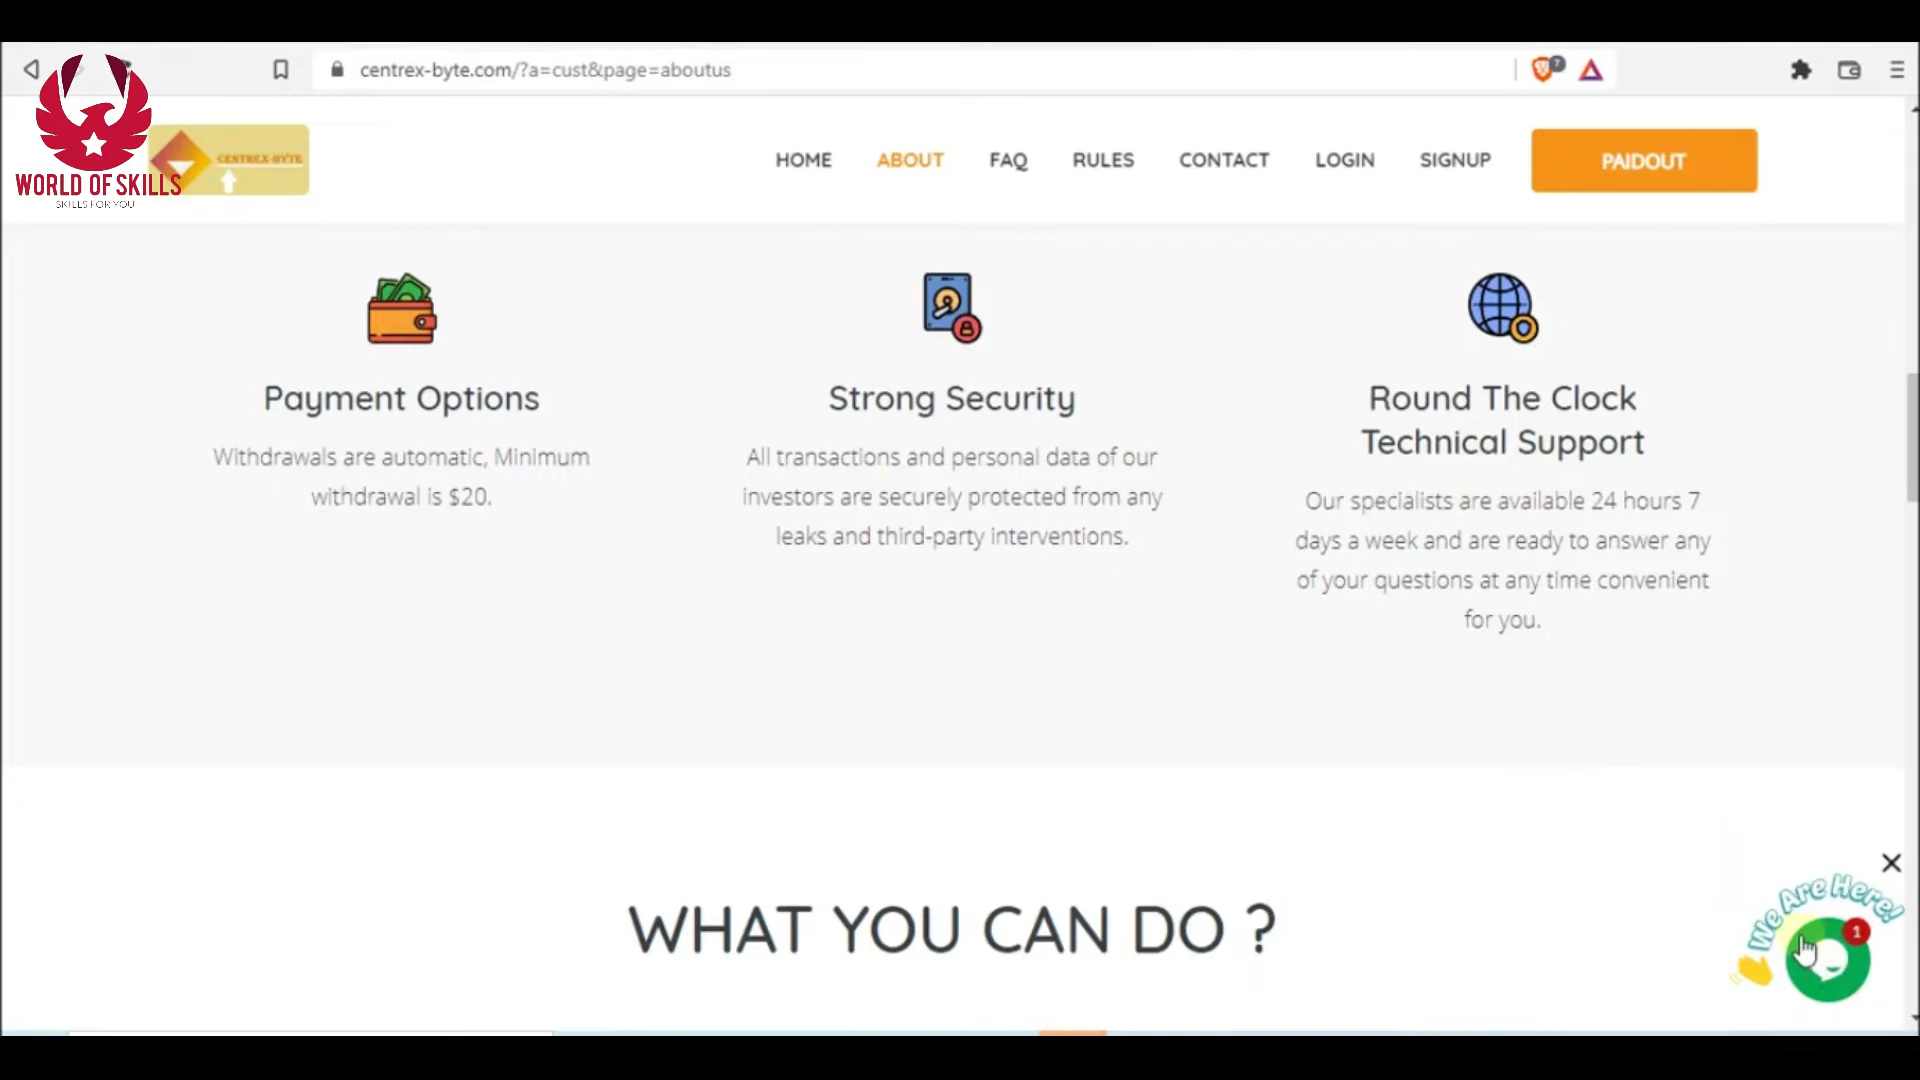 centrex-byte.com/?a=cust&page=aboutus
7
WORLD OF SKILLS
SKILLS FOR YOU
CENTREX-BYTE
HOME ABOUT FAQ RULES CONTACT LOGIN SIGNUP PAIDOUT
Payment Options
Withdrawals are automatic, Minimum
withdrawal is $20.
Strong Security
All transactions and personal data of our
investors are securely protected from any
leaks and third-party interventions.
Round The Clock
Technical Support
Our specialists are available 24 hours 7
days a week and are ready to answer any
of your questions at any time convenient
for you.
WHAT YOU CAN DO ?
We Are Here!
1